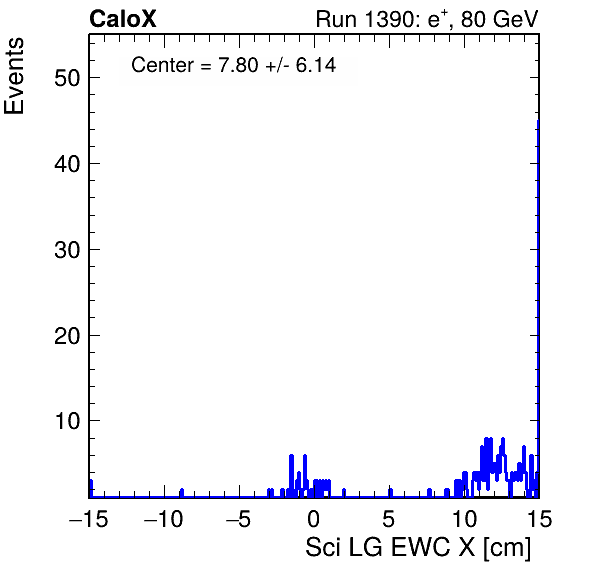 CaloX Run 1390: e⁺, 80 GeV
Center = 7.80 +/- 6.14
Events
50
40
30
20
10
−15 −10 −5 0 5 10 15
Sci LG EWC X [cm]